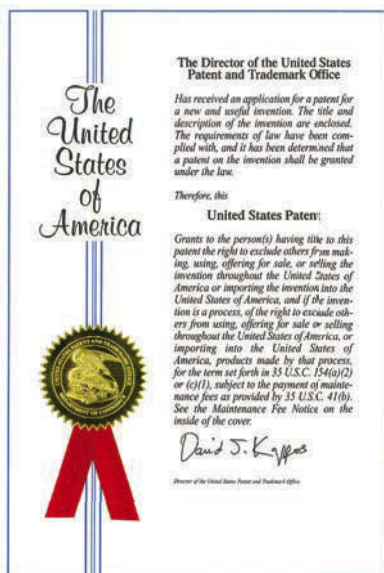 The
United
States
of
America
The Director of the United States
Patent and Trademark Office
Has received an application for a patent for
a new and useful invention. The title and
description of the invention are enclosed.
The requirements of law have been com-
plied with, and it has been determined that
a patent on the invention shall be granted
under the law.
Therefore, this
United States Patent
Grants to the person(s) having title to this
patent the right to exclude others from mak-
ing, using, offering for sale, or selling the
invention throughout the United States of
America or importing the invention into the
United States of America, and if the inven-
tion is a process, of the right to exclude oth-
ers from using, offering for sale or selling
throughout the United States of America, or
importing into the United States of
America, products made by that process,
for the term set forth in 35 U.S.C. 154(a)(2)
or (c)(1), subject to the payment of mainte-
nance fees as provided by 35 U.S.C. 41(b).
See the Maintenance Fee Notice on the
inside of the cover.
David J. Kappos
Director of the United States Patent and Trademark Office